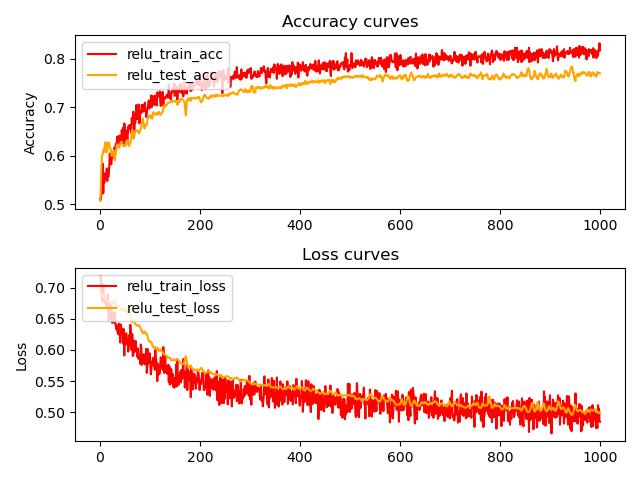 Accuracy curves
0.8
0.7
0.6
0.5
Accuracy
relu_train_acc
relu_test_acc
0 200 400 600 800 1000
Loss curves
0.70
0.65
0.60
0.55
0.50
Loss
relu_train_loss
relu_test_loss
0 200 400 600 800 1000